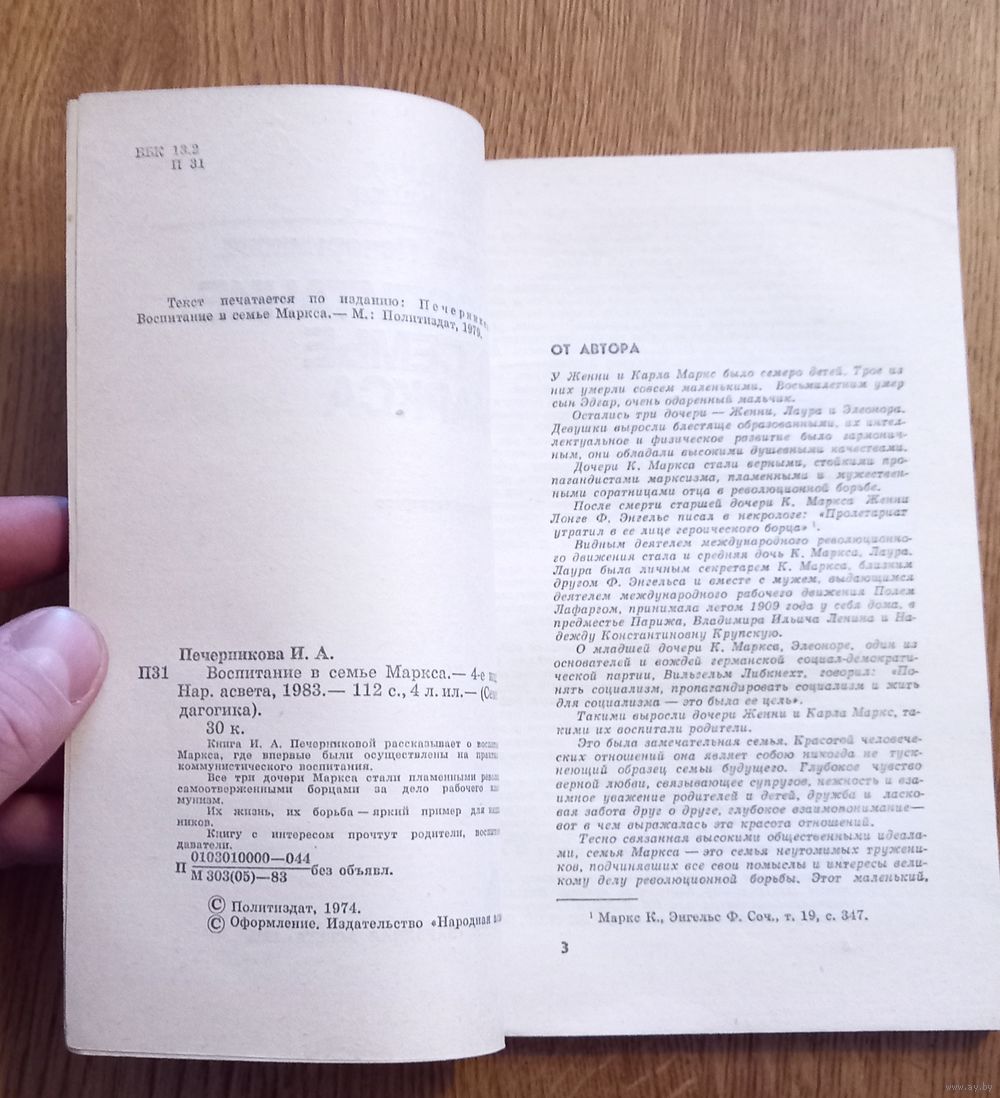 ББК 13.2
П 31
Текст печатается по изданию:
Воспитание в семье Маркса.— М.: Политиздат, 1979.
Печерникова И. А.
П31 Воспитание в семье Маркса.— 4-е
Нар. асвета, 1983.— 112 с., 4 л. ил.—
дагогика).
30 к.
Книга И. А. Печерниковой рассказывает о
Маркса, где впервые были осуществлены на
коммунистического воспитания.
Все три дочери Маркса стали пламенными
самоотверженными борцами за дело рабочего
мунизм.
Их жизнь, их борьба — яркий пример для
ников.
Книгу с интересом прочтут родители,
даватели.
П 0103010000—044
М 303(05)—83 без объявл.
© Политиздат, 1974.
© Оформление. Издательство «Народная
ОТ АВТОРА
У Женни и Карла Маркс было семеро детей. Трое из
них умерли совсем маленькими. Восьмилетним умер
сын Эдгар, очень одаренный мальчик.
Остались три дочери — Женни, Лаура и Элеонора.
Девушки выросли блестяще образованными, их интел-
лектуальное и физическое развитие было гармонич-
ным, они обладали высокими душевными качествами.
Дочери К. Маркса стали верными, стойкими про-
пагандистами марксизма, пламенными и мужествен-
ными соратницами отца в революционной борьбе.
После смерти старшей дочери К. Маркса Женни
Лонге Ф. Энгельс писал в некрологе: «Пролетариат
утратил в ее лице героического борца» ¹.
Видным деятелем международного революционно-
го движения стала и средняя дочь К. Маркса, Лаура.
Лаура была личным секретарем К. Маркса, близким
другом Ф. Энгельса и вместе с мужем, выдающимся
деятелем международного рабочего движения Полем
Лафаргом, принимала летом 1909 года у себя дома, в
предместье Парижа, Владимира Ильича Ленина и На-
дежду Константиновну Крупскую.
О младшей дочери К. Маркса, Элеоноре, один из
основателей и вождей германской социал-демократи-
ческой партии, Вильгельм Либкнехт, говорил: «По-
нять социализм, пропагандировать социализм и жить
для социализма — это была ее цель».
Такими выросли дочери Женни и Карла Маркс, та-
кими их воспитали родители.
Это была замечательная семья. Красотой человече-
ских отношений она являет собою никогда не туск-
неющий образец семьи будущего. Глубокое чувство
верной любви, связывающее супругов, нежность и вза-
имное уважение родителей и детей, дружба и ласко-
вая забота друг о друге, глубокое взаимопонимание—
вот в чем выражалась эта красота отношений.
Тесно связанная высокими общественными идеала-
ми, семья Маркса — это семья неутомимых тружени-
ков, подчинявших все свои помыслы и интересы вели-
кому делу революционной борьбы. Этот маленький,
¹ Маркс К., Энгельс Ф. Соч., т. 19, с. 347.
3
www.ay.by